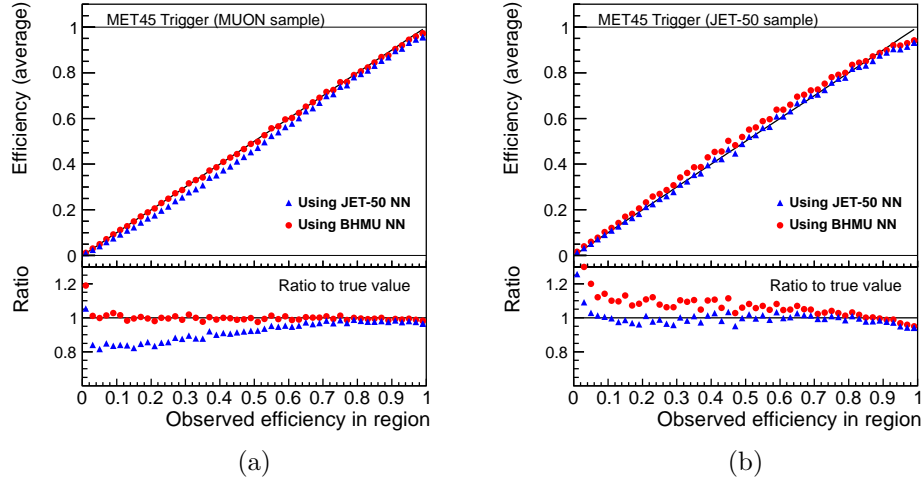 MET45 Trigger (MUON sample)
Efficiency (average)
1
0.8
0.6
0.4
0.2
0
Using JET-50 NN
Using BHMU NN
Ratio
1.2
1
0.8
Ratio to true value
0 0.1 0.2 0.3 0.4 0.5 0.6 0.7 0.8 0.9 1
Observed efficiency in region
(a)
MET45 Trigger (JET-50 sample)
Efficiency (average)
1
0.8
0.6
0.4
0.2
0
Using JET-50 NN
Using BHMU NN
Ratio
1.2
1
0.8
Ratio to true value
0 0.1 0.2 0.3 0.4 0.5 0.6 0.7 0.8 0.9 1
Observed efficiency in region
(b)